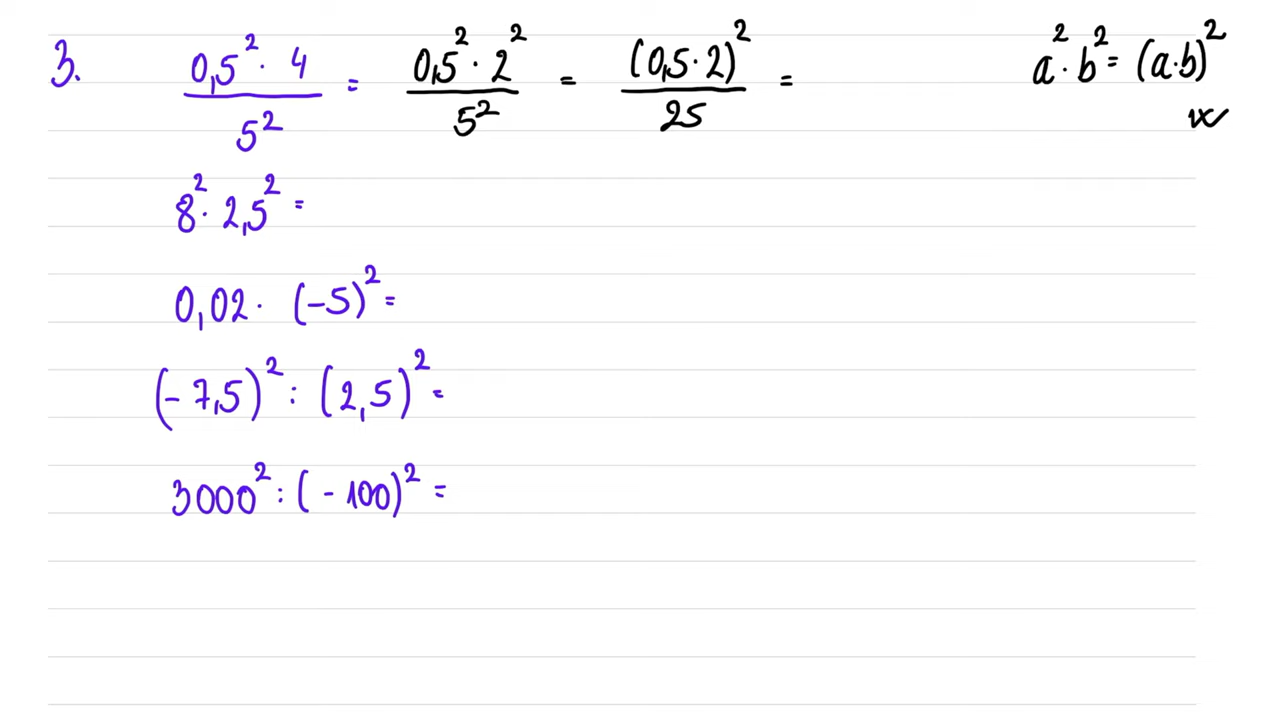 3. 0,5² · 4 / 5² = 0,5² · 2² / 5² = (0,5 · 2)² / 25 = a² · b² = (a·b)²
8² · 2,5² =
0,02 · (-5)² =
(-7,5)² : (2,5)² =
3000² : (-100)² =